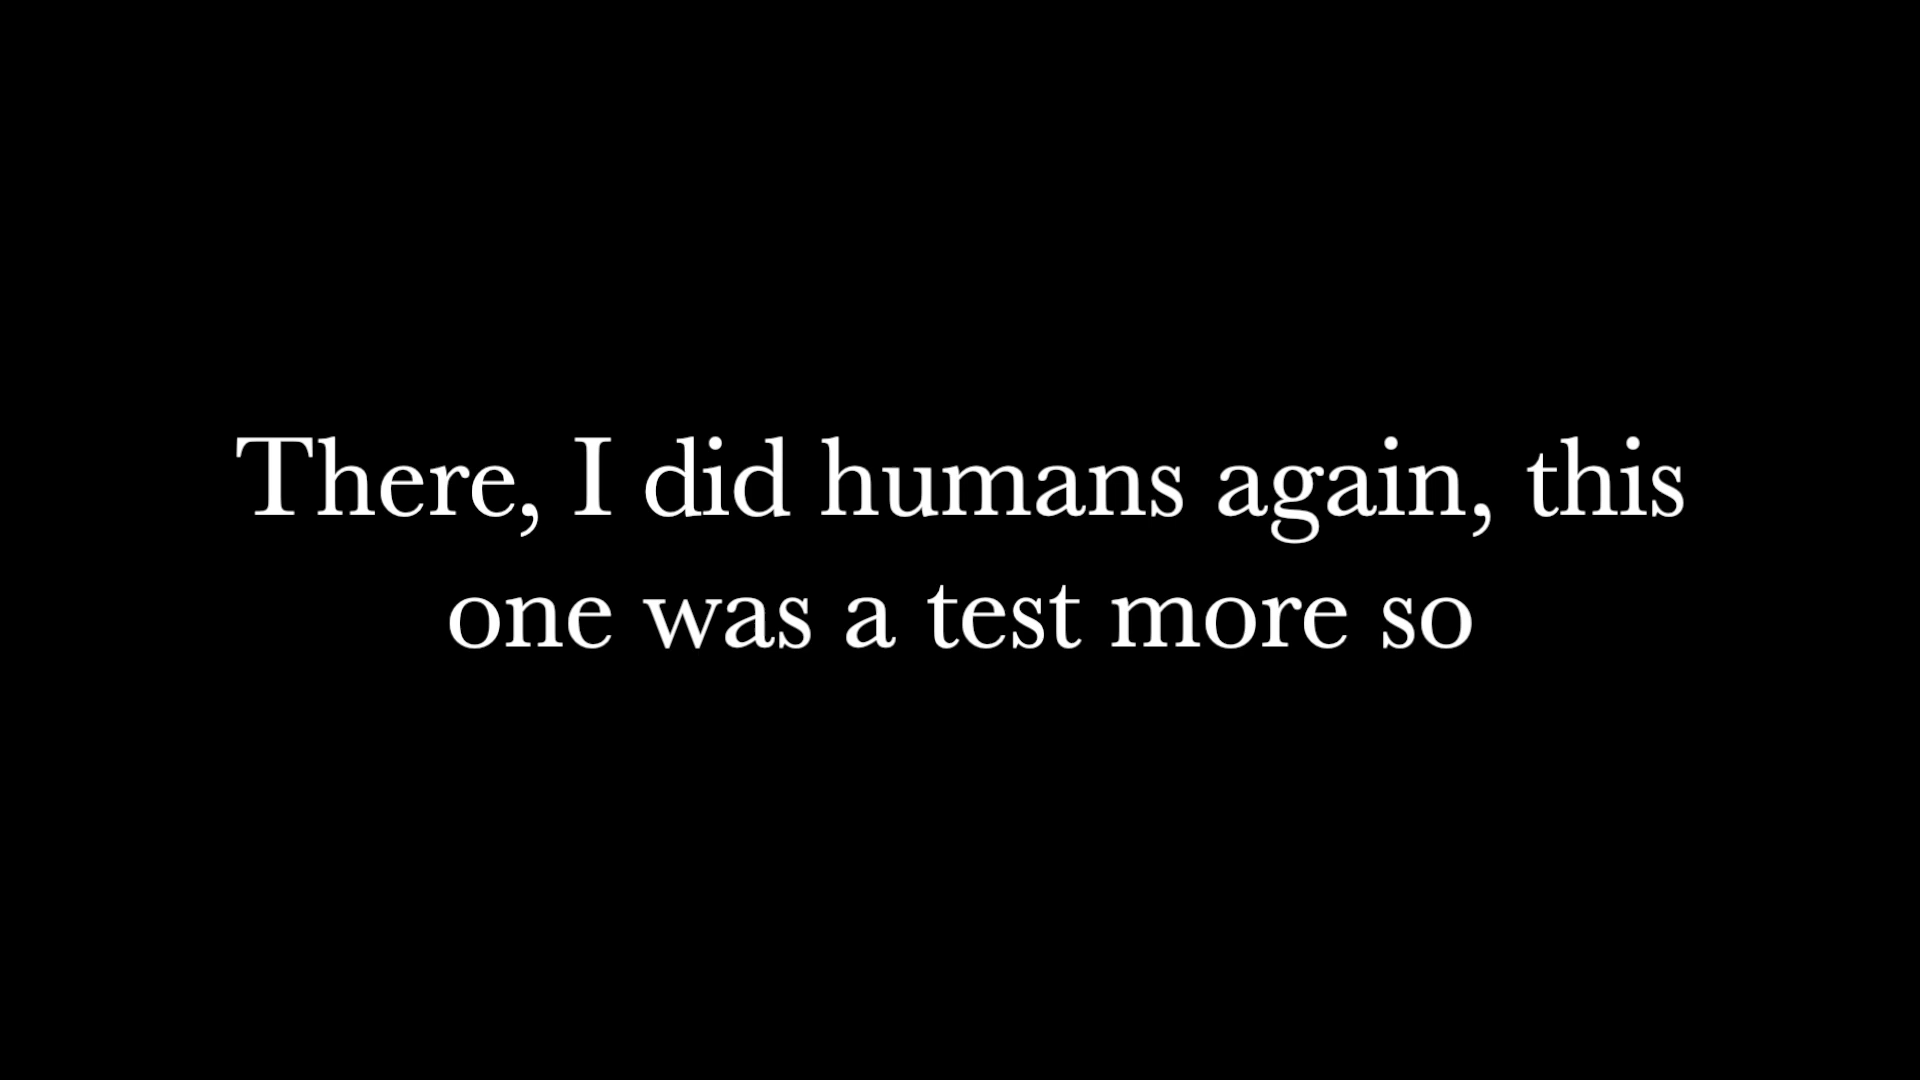 There, I did humans again, this
one was a test more so